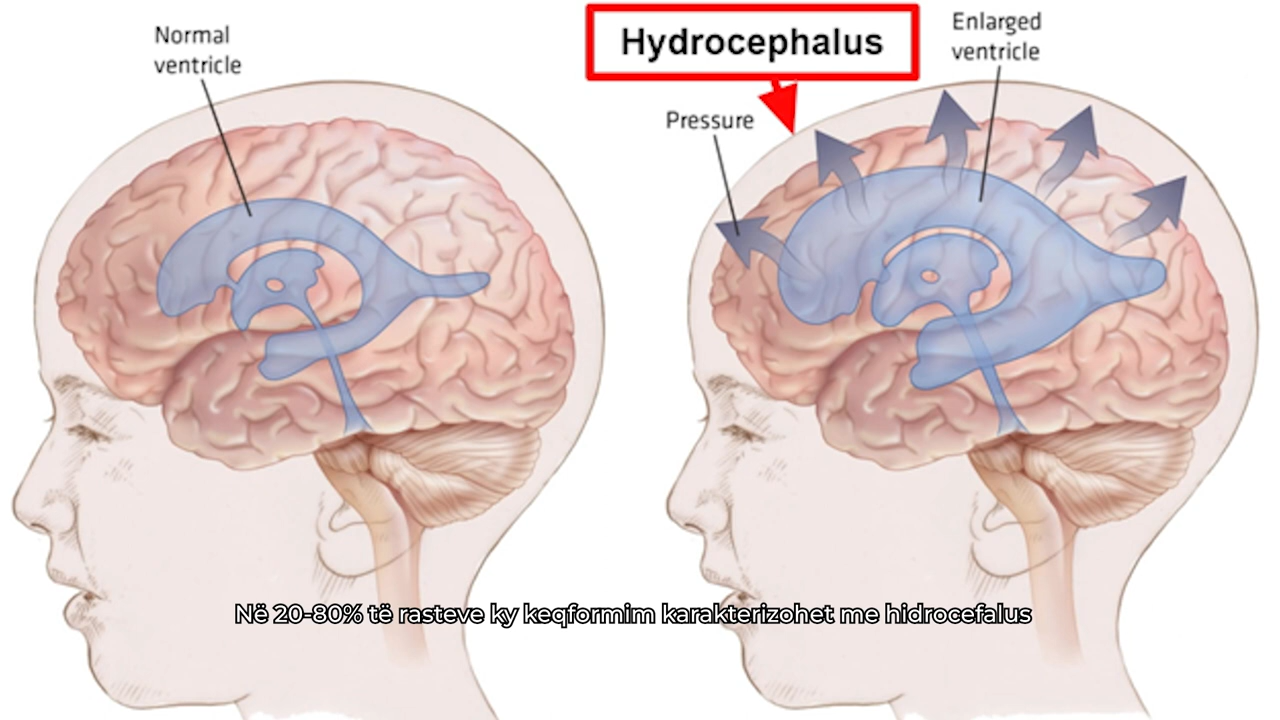 Normal
ventricle
Hydrocephalus
Enlarged
ventricle
Pressure
Në 20-80% të rasteve ky keqformim karakterizohet me hidrocefalus